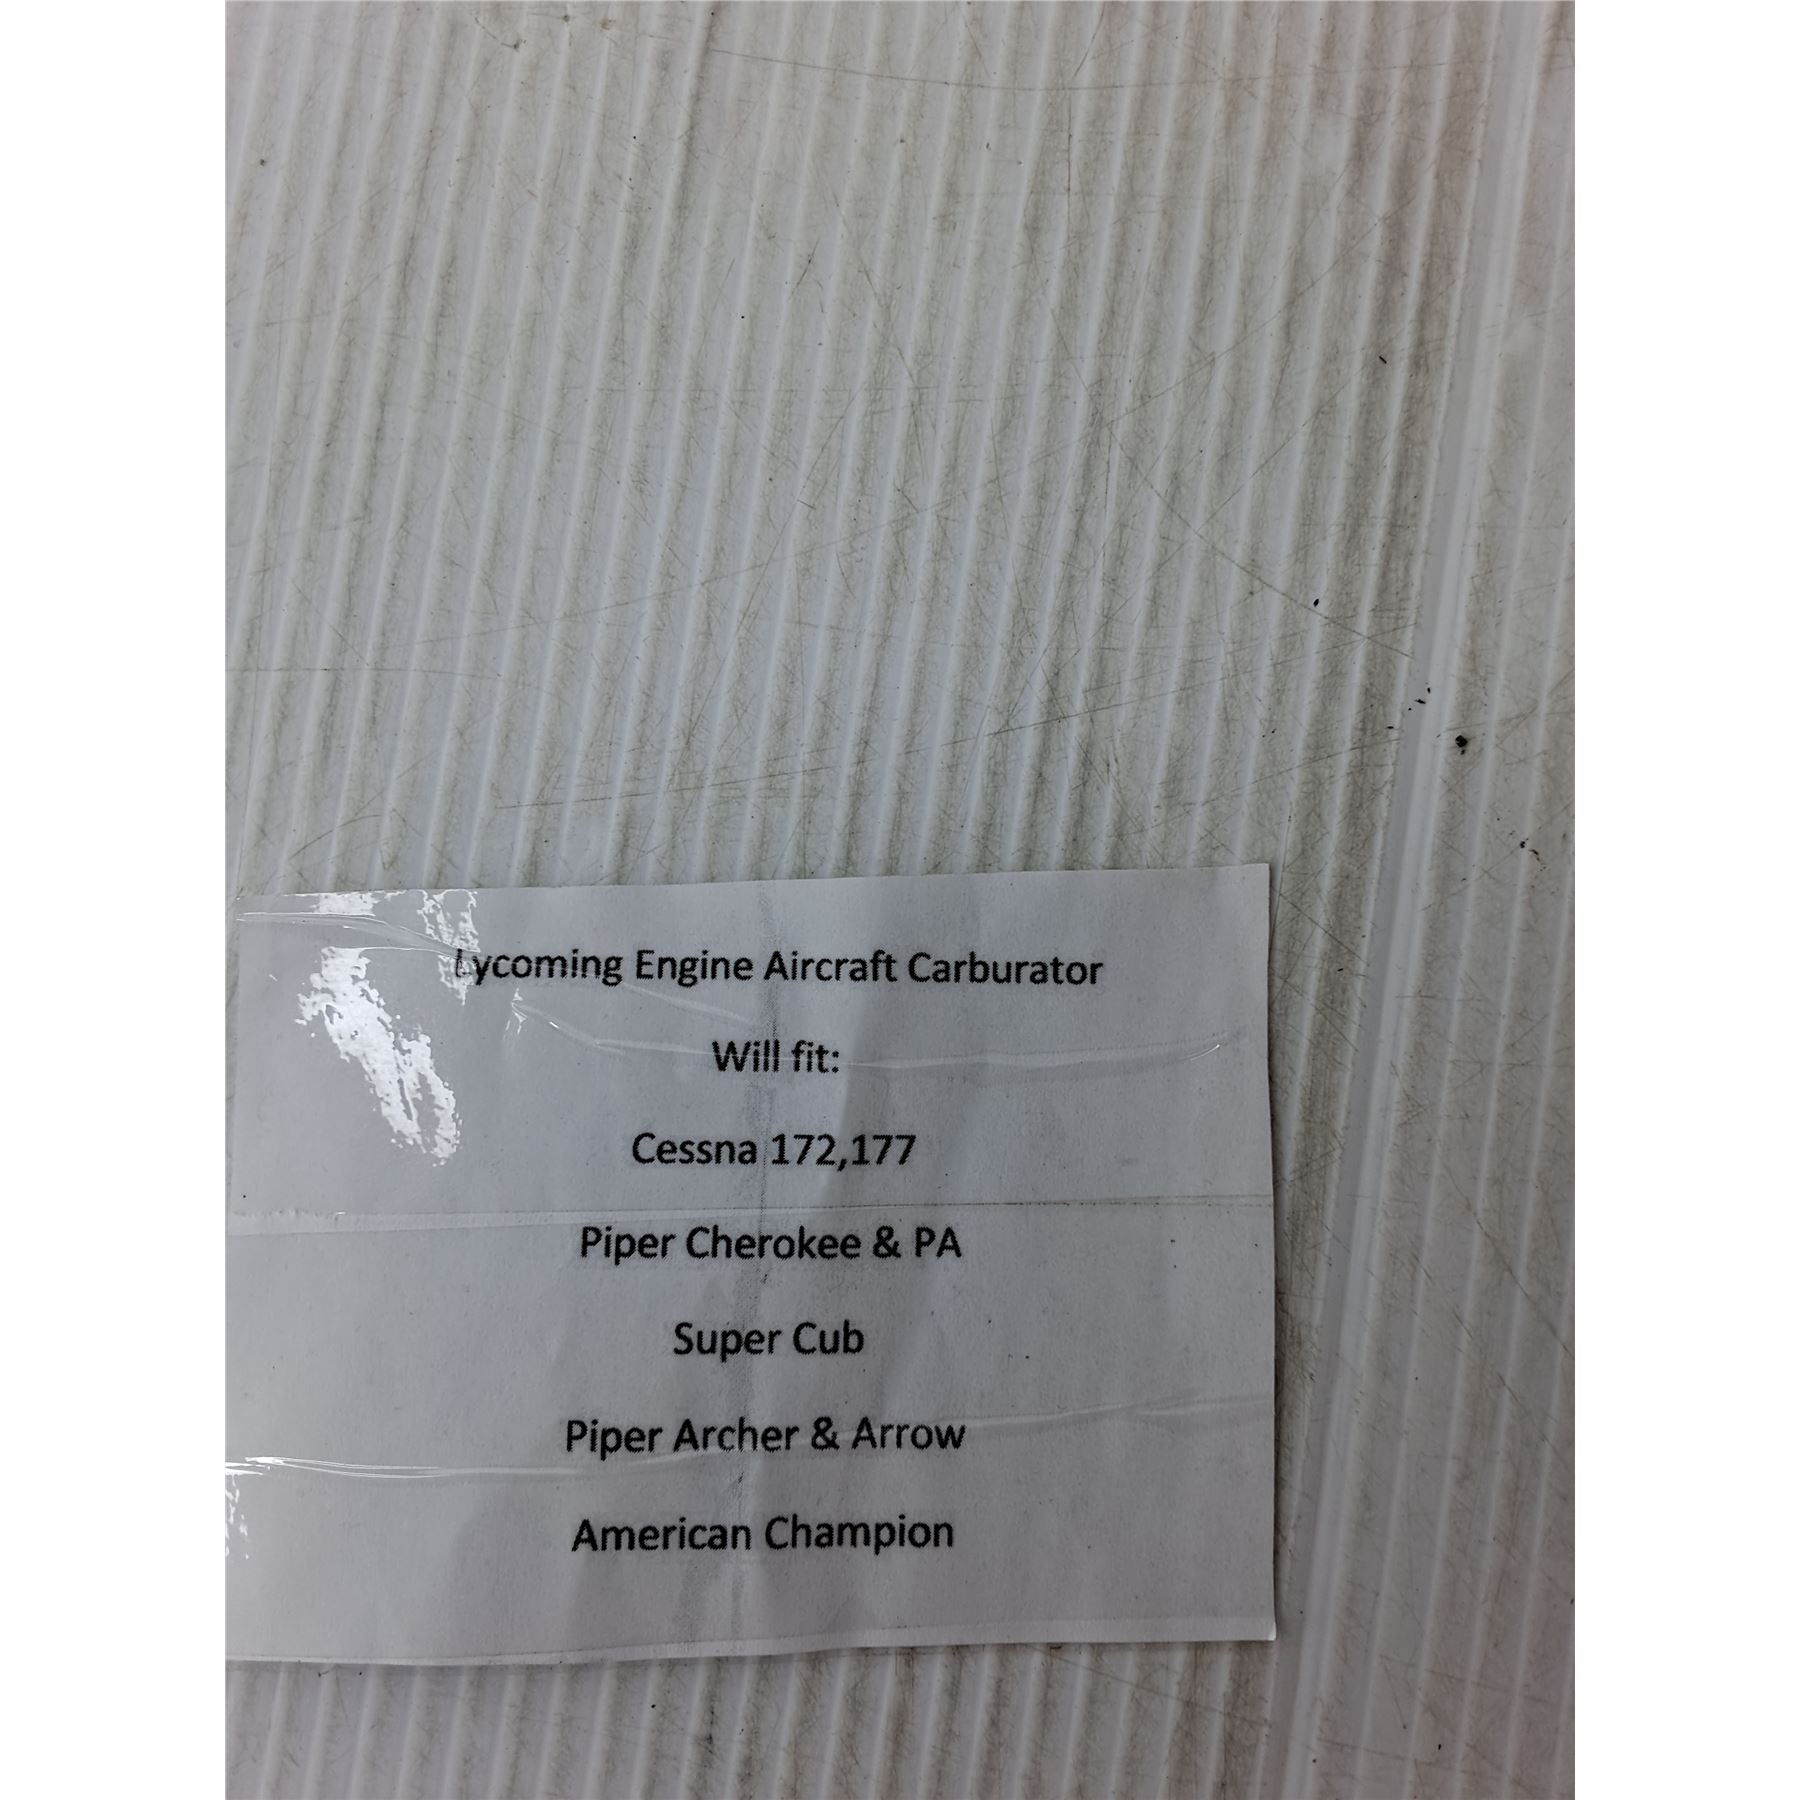 Lycoming Engine Aircraft Carburator
Will fit:
Cessna 172,177
Piper Cherokee & PA
Super Cub
Piper Archer & Arrow
American Champion